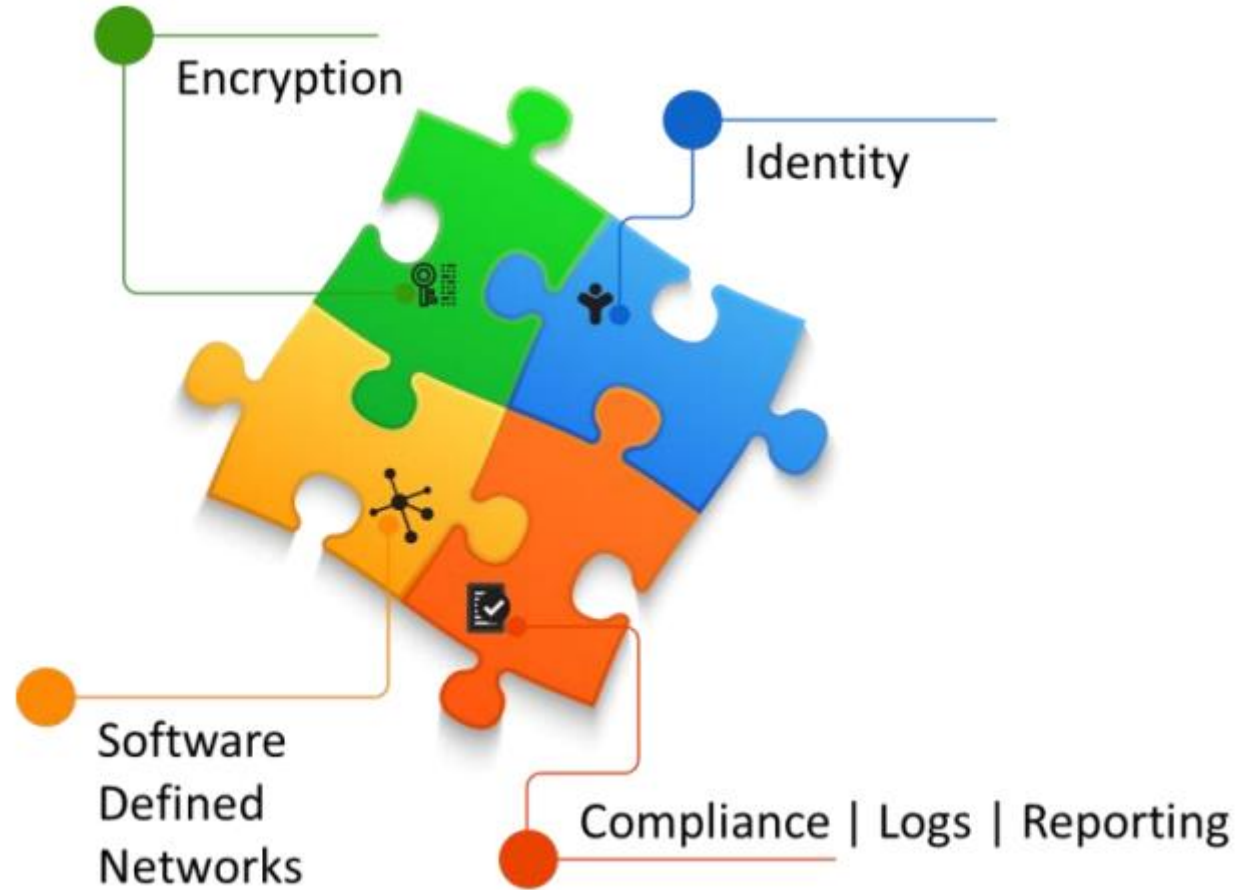 Encryption
Identity
Software
Defined
Networks
Compliance | Logs | Reporting